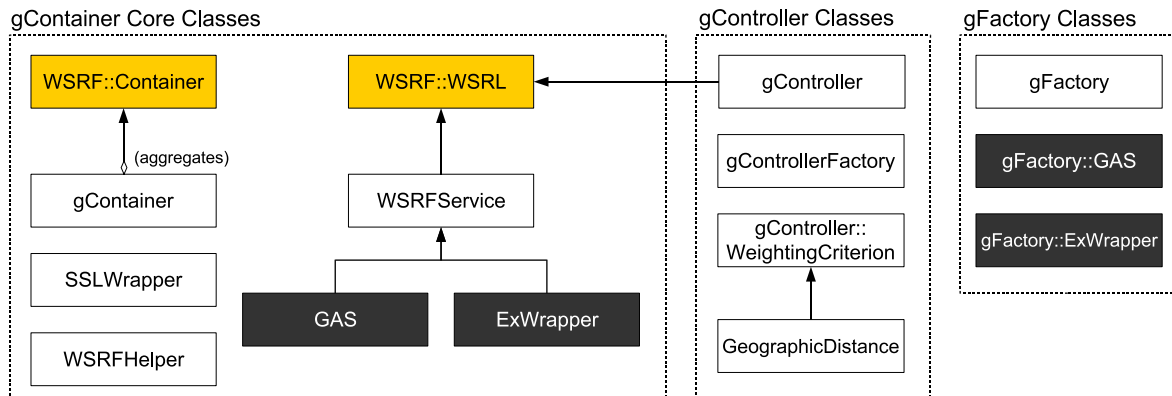 gContainer Core Classes
WSRF::Container
WSRF::WSRL
(aggregates)
gContainer
WSRFService
SSLWrapper
GAS
ExWrapper
WSRFHelper
gController Classes
gController
gControllerFactory
gController::
WeightingCriterion
GeographicDistance
gFactory Classes
gFactory
gFactory::GAS
gFactory::ExWrapper